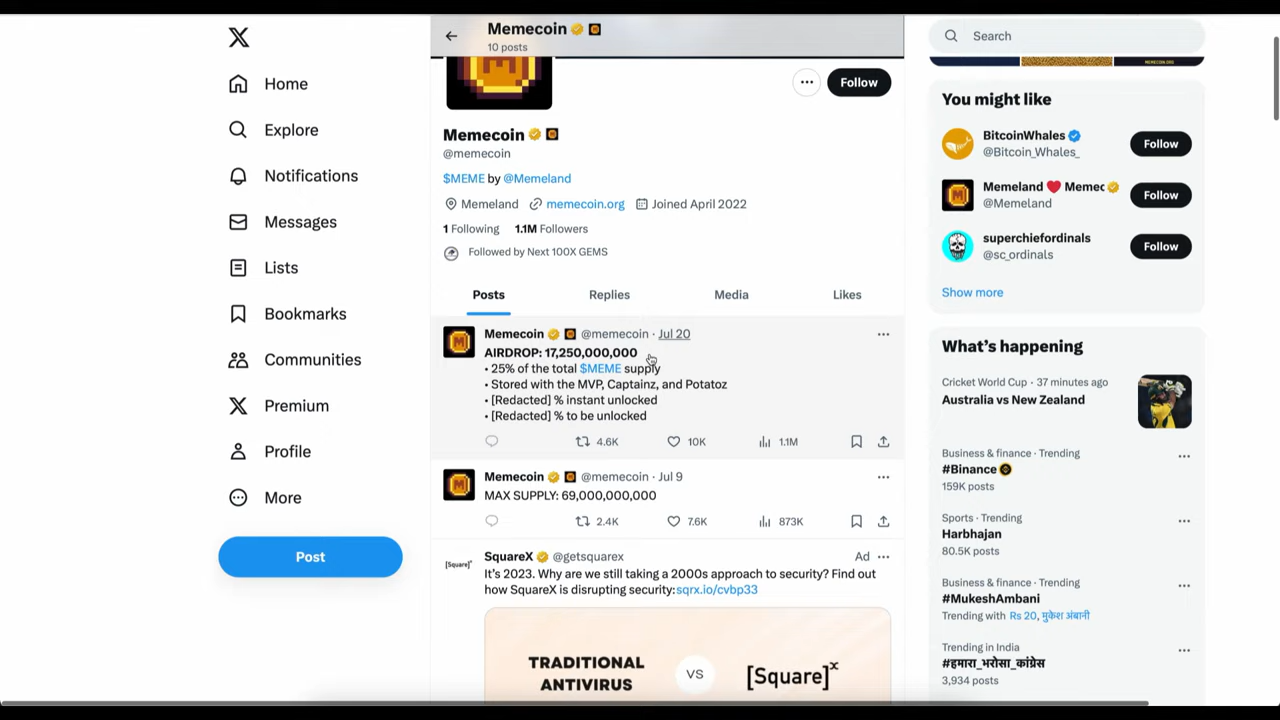 Home
Explore
Notifications
Messages
Lists
Bookmarks
Communities
Premium
Profile
More
Post
Memecoin
10 posts
Follow
Memecoin
@memecoin
$MEME by @Memeland
Memeland memecoin.org Joined April 2022
1 Following 1.1M Followers
Followed by Next 100X GEMS
Posts Replies Media Likes
Memecoin @memecoin · Jul 20
AIRDROP: 17,250,000,000
• 25% of the total $MEME supply
• Stored with the MVP, Captainz, and Potatoz
• [Redacted] % instant unlocked
• [Redacted] % to be unlocked
4.6K 10K 1.1M
Memecoin @memecoin · Jul 9
MAX SUPPLY: 69,000,000,000
2.4K 7.6K 873K
[Square]x SquareX @getsquarex Ad
It's 2023. Why are we still taking a 2000s approach to security? Find out
how SquareX is disrupting security:sqrx.io/cvbp33
TRADITIONAL
ANTIVIRUS
VS
[Square]x
Search
MEMECOIN.ORG
You might like
BitcoinWhales
@Bitcoin_Whales_
Follow
Memeland ❤️ Memec
@Memeland
Follow
superchiefordinals
@sc_ordinals
Follow
Show more
What's happening
Cricket World Cup · 37 minutes ago
Australia vs New Zealand
Business & finance · Trending
#Binance
159K posts
Sports · Trending
Harbhajan
80.5K posts
Business & finance · Trending
#MukeshAmbani
Trending with Rs 20, मुकेश अंबानी
Trending in India
#हमारा_भरोसा_कांग्रेस
3,934 posts